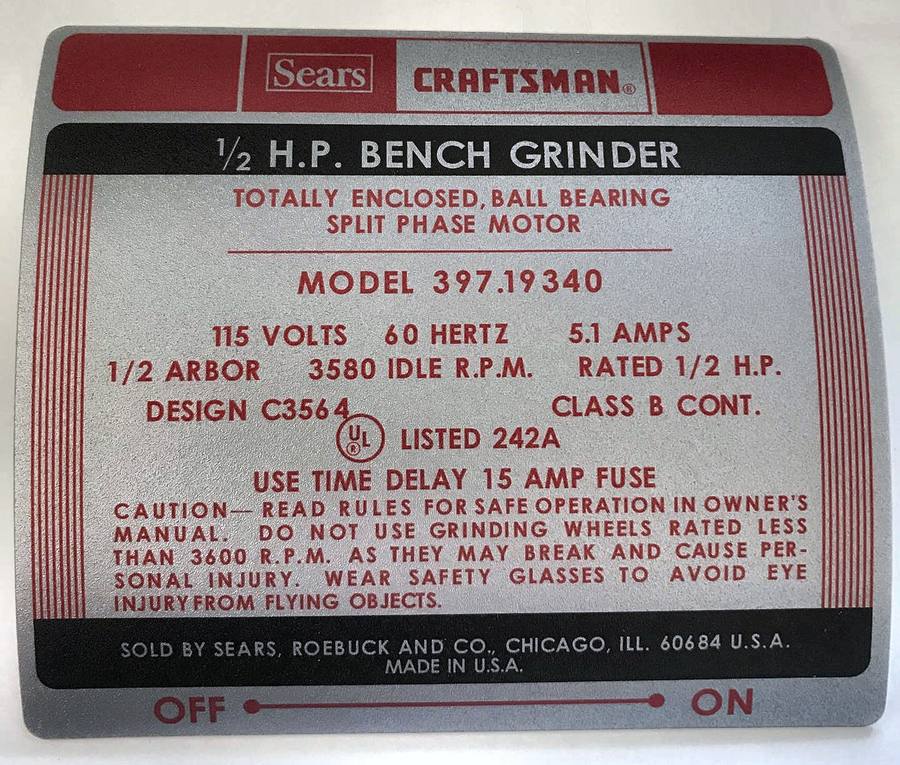 Sears CRAFTSMAN®
1/2 H.P. BENCH GRINDER
TOTALLY ENCLOSED, BALL BEARING
SPLIT PHASE MOTOR
MODEL 397.19340
115 VOLTS 60 HERTZ 5.1 AMPS
1/2 ARBOR 3580 IDLE R.P.M. RATED 1/2 H.P.
DESIGN C3564 CLASS B CONT.
UL® LISTED 242A
USE TIME DELAY 15 AMP FUSE
CAUTION—READ RULES FOR SAFE OPERATION IN OWNER'S
MANUAL. DO NOT USE GRINDING WHEELS RATED LESS
THAN 3600 R.P.M. AS THEY MAY BREAK AND CAUSE PER-
SONAL INJURY. WEAR SAFETY GLASSES TO AVOID EYE
INJURY FROM FLYING OBJECTS.
SOLD BY SEARS, ROEBUCK AND CO., CHICAGO, ILL. 60684 U.S.A.
MADE IN U.S.A.
OFF ON